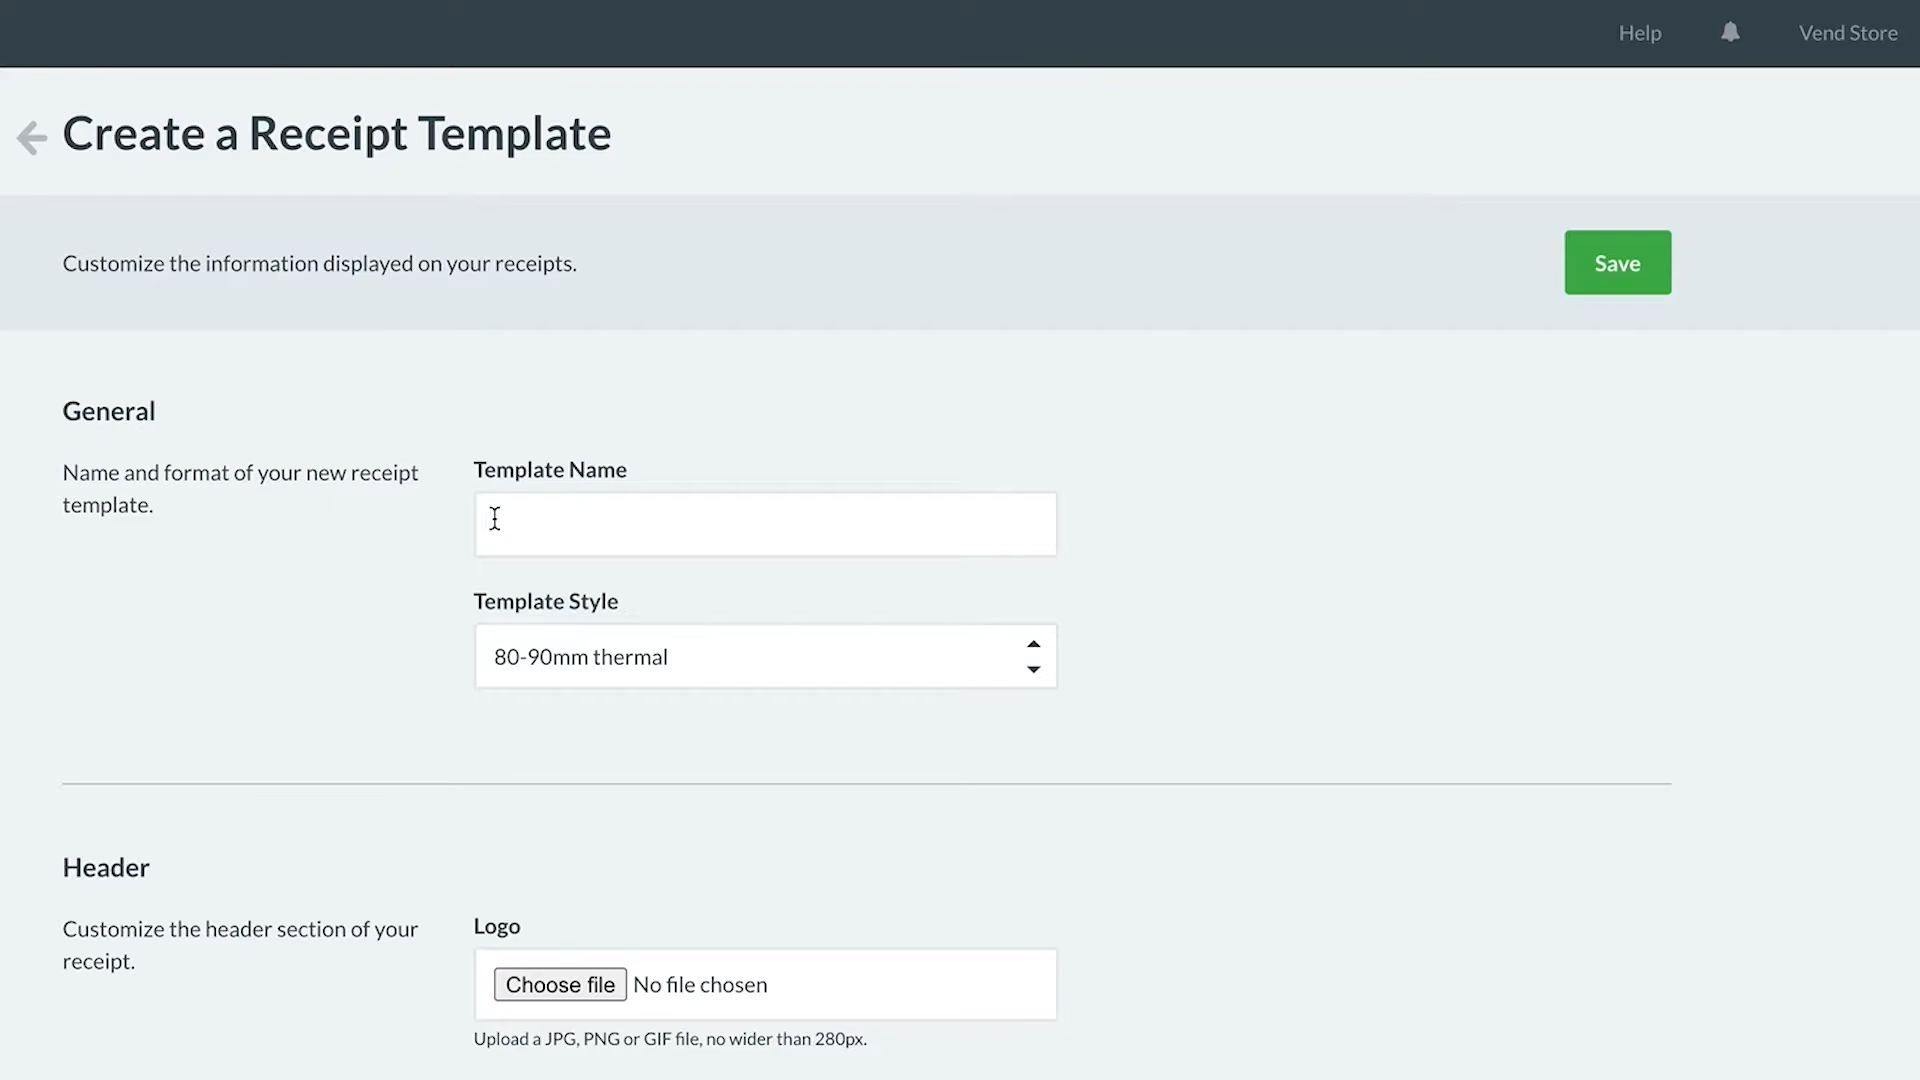 Help
Vend Store
Create a Receipt Template
Customize the information displayed on your receipts.
Save
General
Name and format of your new receipt
template.
Template Name
Template Style
80-90mm thermal
Header
Customize the header section of your
receipt.
Logo
Choose file No file chosen
Upload a JPG, PNG or GIF file, no wider than 280px.